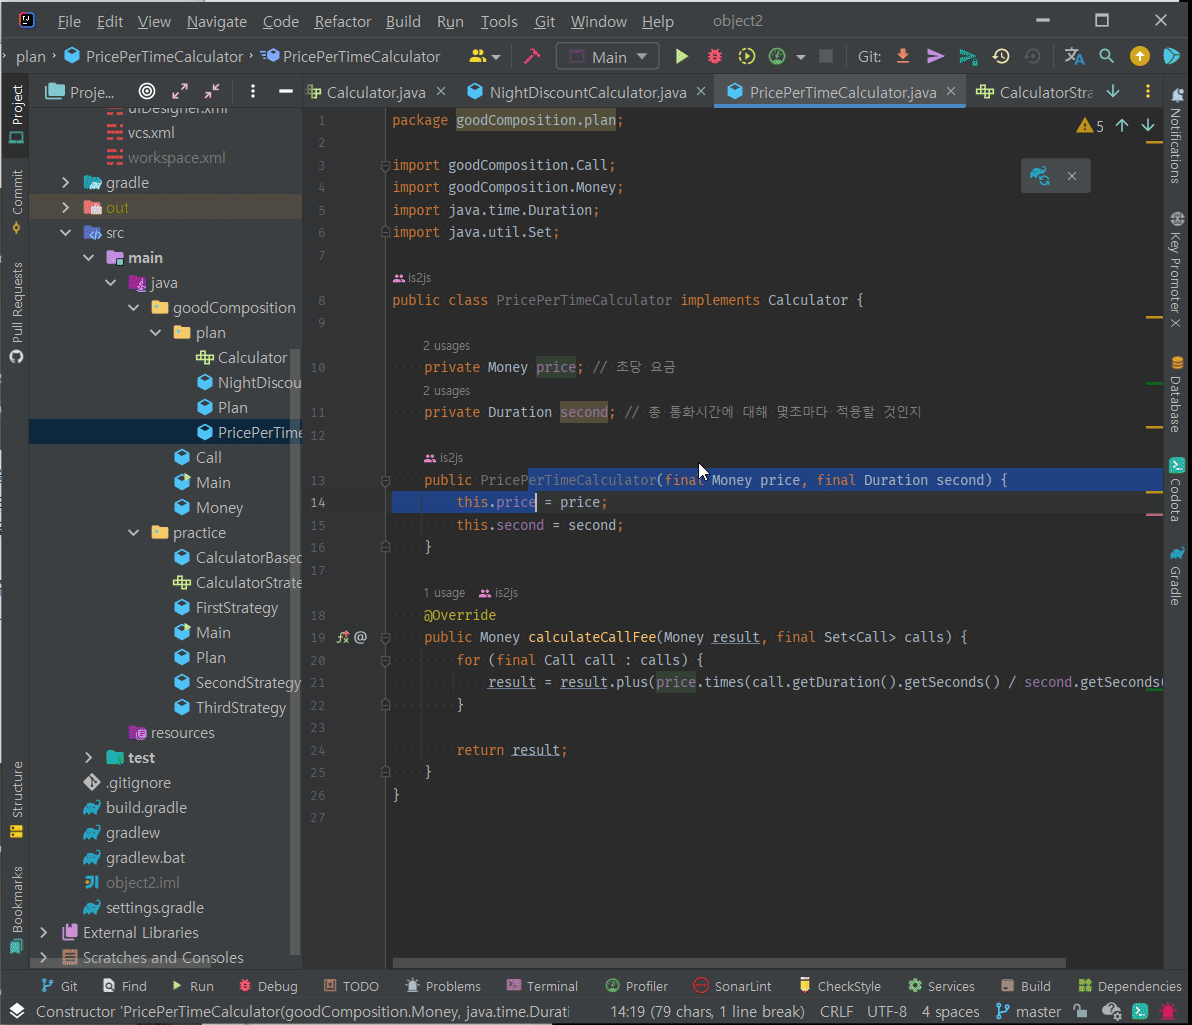 File Edit View Navigate Code Refactor Build Run Tools Git Window Help object2
plan PricePerTimeCalculator PricePerTimeCalculator Main Git:
Proje... Calculator.java NightDiscountCalculator.java PricePerTimeCalculator.java CalculatorStra
Project
Commit
Pull Requests
Structure
Bookmarks
uiDesigner.xml
vcs.xml
workspace.xml
gradle
out
src
main
java
goodComposition
plan
Calculator
NightDiscou
Plan
PricePerTime
Call
Main
Money
practice
CalculatorBased
CalculatorStrate
FirstStrategy
Main
Plan
SecondStrategy
ThirdStrategy
resources
test
.gitignore
build.gradle
gradlew
gradlew.bat
object2.iml
settings.gradle
External Libraries
Scratches and Consoles
5
1 package goodComposition.plan;
2
3 import goodComposition.Call;
4 import goodComposition.Money;
5 import java.time.Duration;
6 import java.util.Set;
7
is2js
8 public class PricePerTimeCalculator implements Calculator {
9
2 usages
10 private Money price; // 초당 요금
2 usages
11 private Duration second; // 총 통화시간에 대해 몇초마다 적용할 것인지
12
is2js
13 public PricePerTimeCalculator(final Money price, final Duration second) {
14 this.price = price;
15 this.second = second;
16 }
17
1 usage is2js
18 @Override
19 public Money calculateCallFee(Money result, final Set<Call> calls) {
20 for (final Call call : calls) {
21 result = result.plus(price.times(call.getDuration().getSeconds() / second.getSeconds(
22 }
23
24 return result;
25 }
26 }
27
Notifications
Key Promoter X
Database
Codota
Gradle
Git Find Run Debug TODO Problems Terminal Profiler SonarLint CheckStyle Services Build Dependencies
Constructor 'PricePerTimeCalculator(goodComposition.Money, java.time.Durati 14:19 (79 chars, 1 line break) CRLF UTF-8 4 spaces master